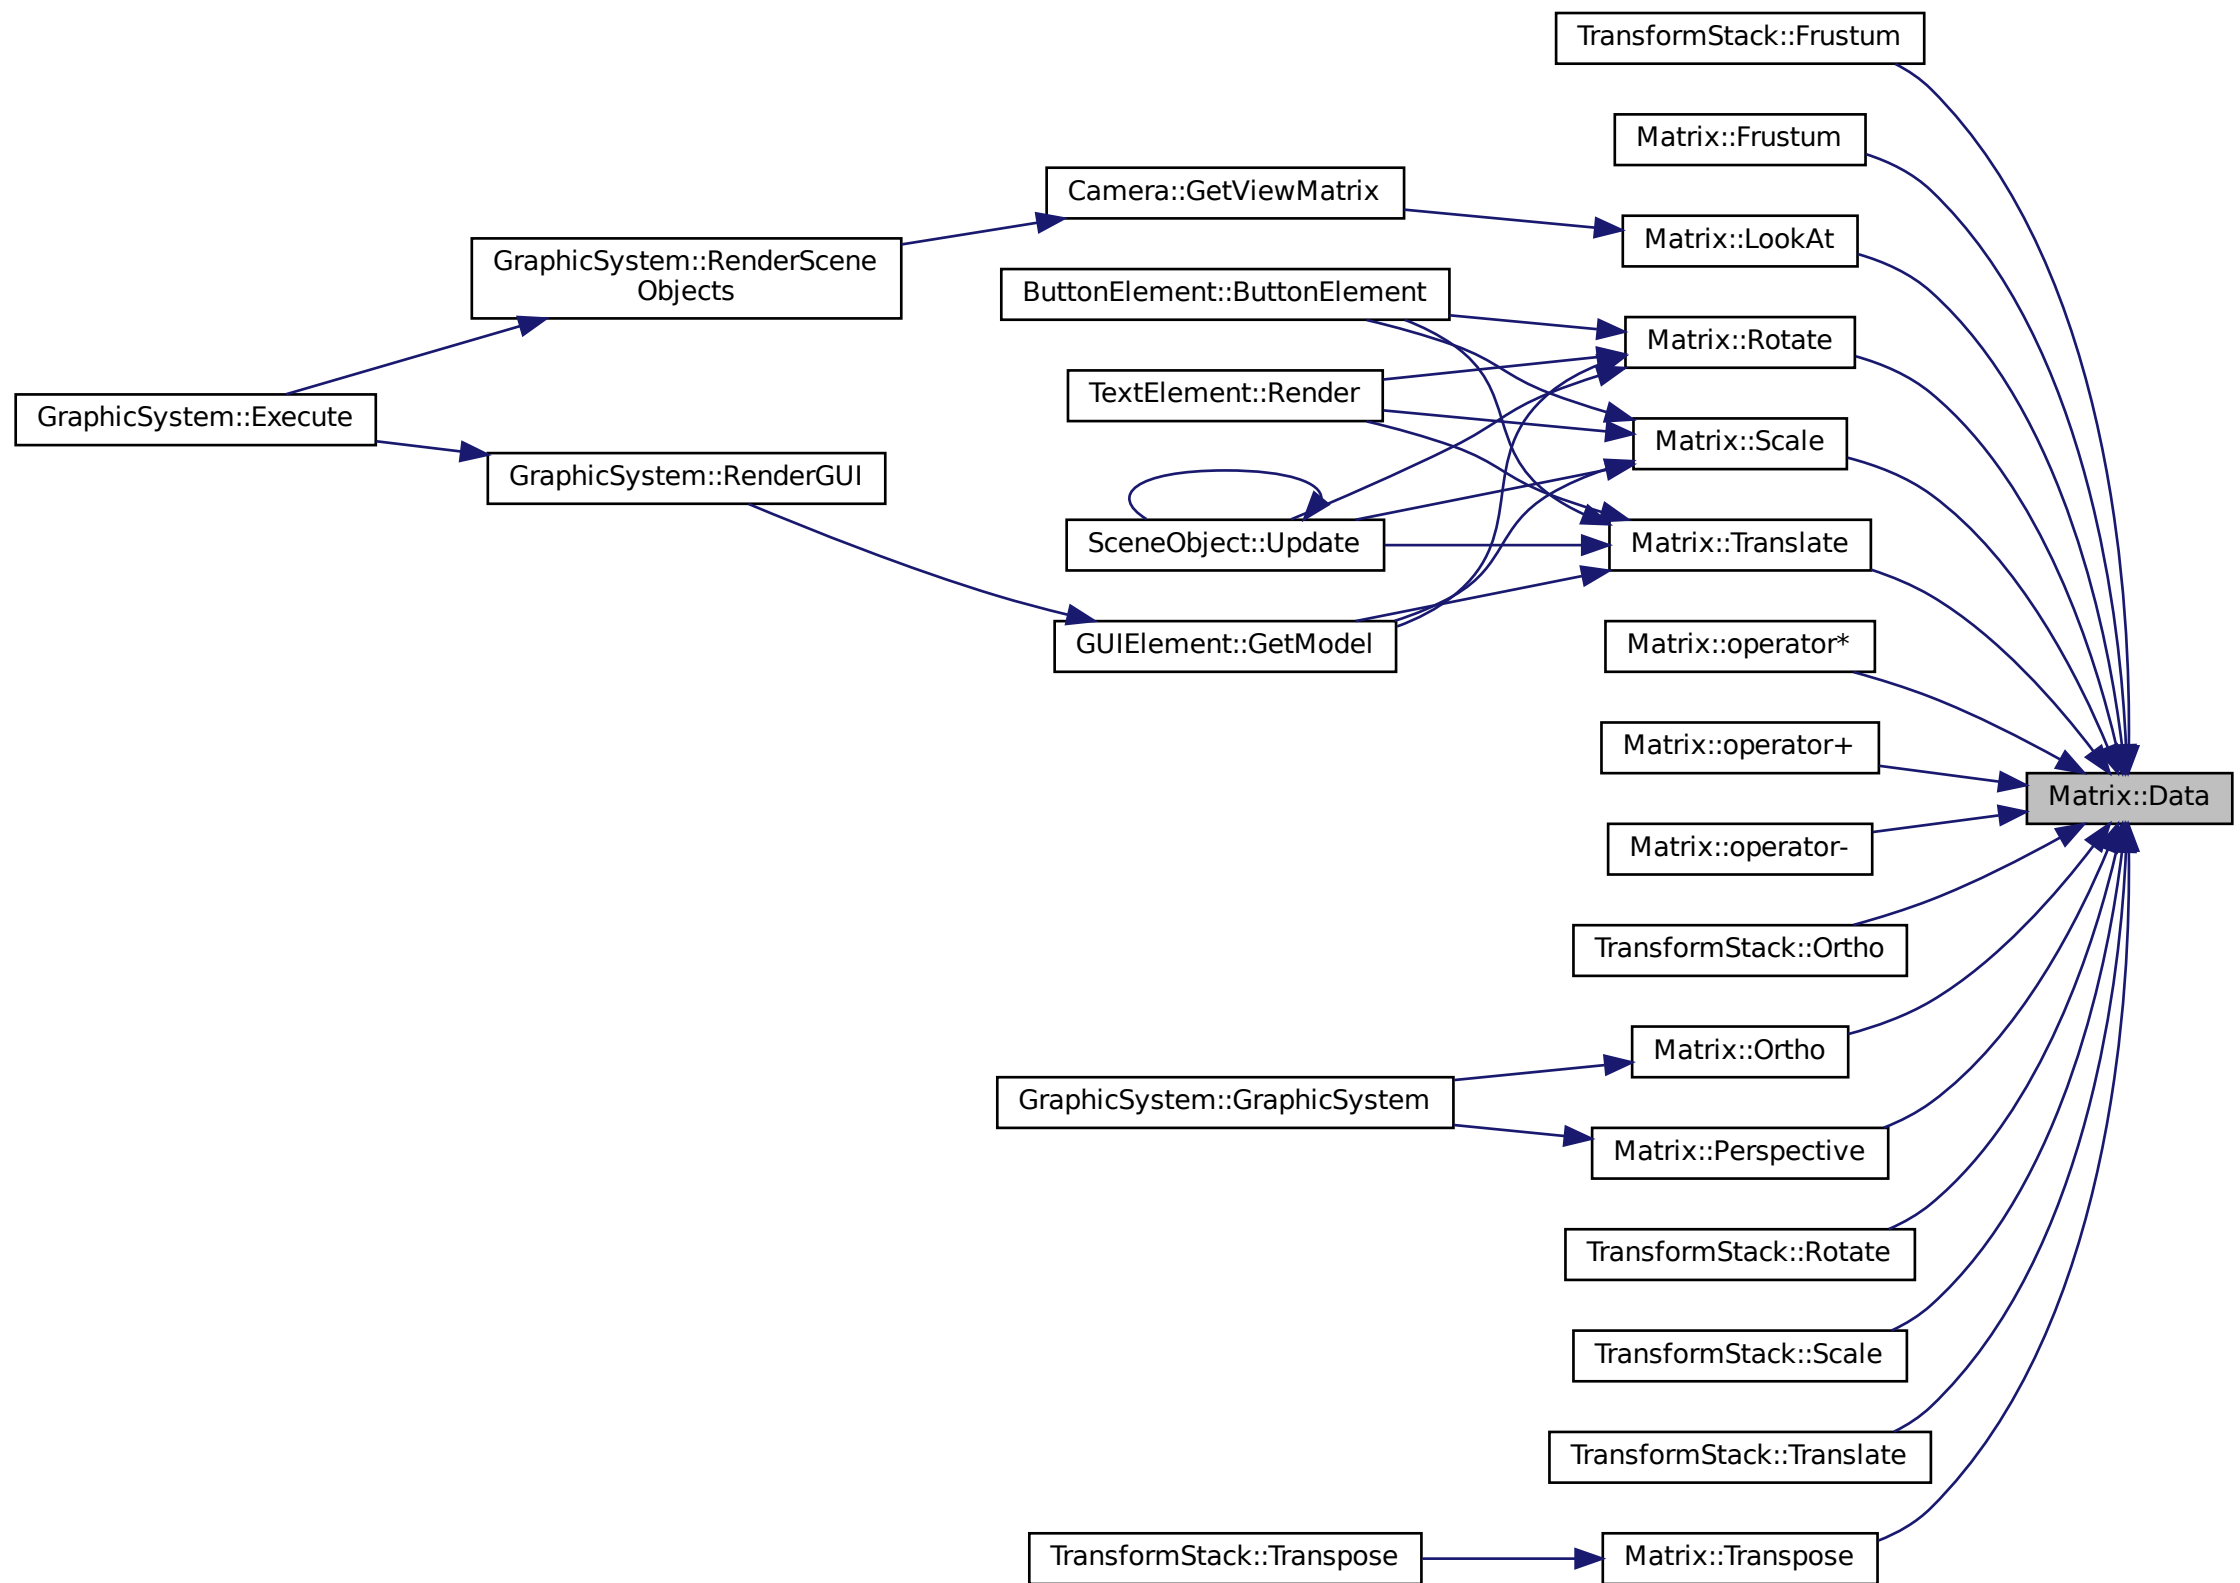 TransformStack::Frustum
Matrix::Frustum
Camera::GetViewMatrix
Matrix::LookAt
GraphicSystem::RenderScene
Objects
ButtonElement::ButtonElement
Matrix::Rotate
TextElement::Render
GraphicSystem::Execute
Matrix::Scale
GraphicSystem::RenderGUI
SceneObject::Update
Matrix::Translate
GUIElement::GetModel
Matrix::operator*
Matrix::operator+
Matrix::Data
Matrix::operator-
TransformStack::Ortho
Matrix::Ortho
GraphicSystem::GraphicSystem
Matrix::Perspective
TransformStack::Rotate
TransformStack::Scale
TransformStack::Translate
TransformStack::Transpose
Matrix::Transpose